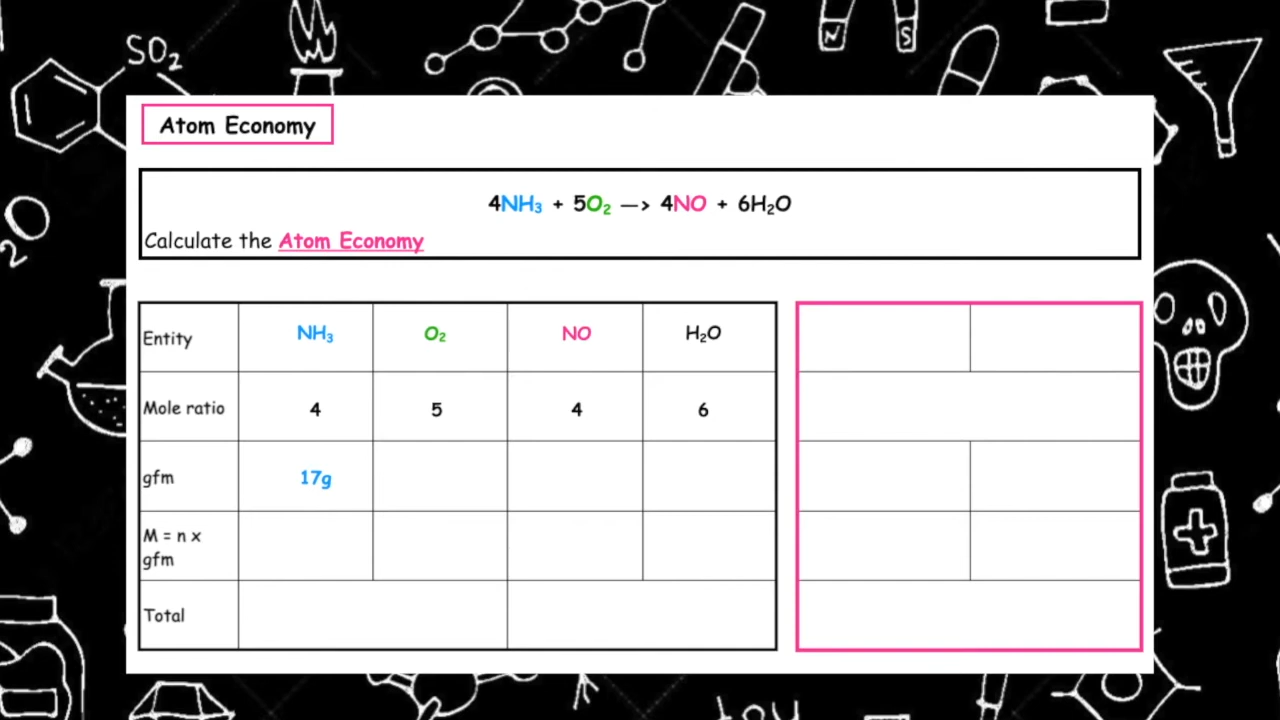 SO₂
N
S
Atom Economy
4NH₃ + 5O₂ —> 4NO + 6H₂O
Calculate the Atom Economy
Entity NH₃ O₂ NO H₂O
Mole ratio 4 5 4 6
gfm 17g
M = n x
gfm
Total